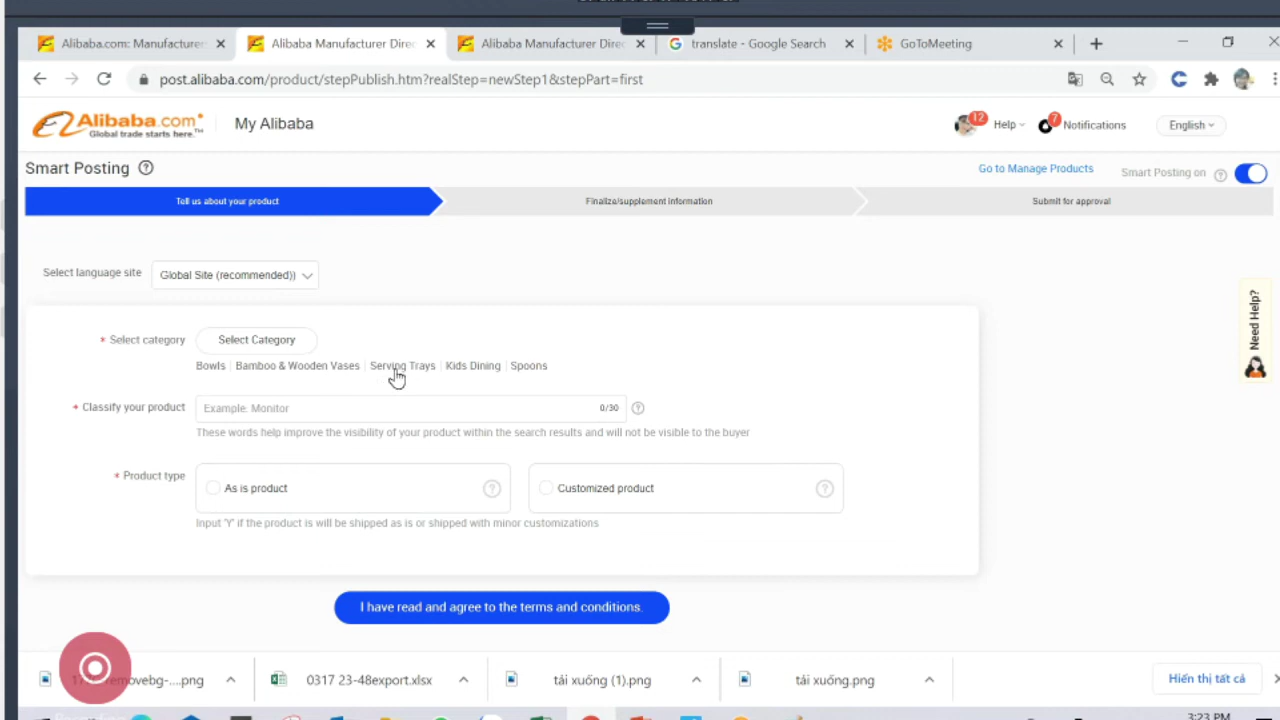 Alibaba.com: Manufacturer
Alibaba Manufacturer Direc
Alibaba Manufacturer Direc
translate - Google Search
GoToMeeting
post.alibaba.com/product/stepPublish.htm?realStep=newStep1&stepPart=first
Alibaba.com
Global trade starts here.™
My Alibaba
12
Help
7
Notifications
English
Smart Posting
Go to Manage Products
Smart Posting on
Tell us about your product
Finalize/supplement information
Submit for approval
Select language site
Global Site (recommended))
Need Help?
* Select category
Select Category
Bowls | Bamboo & Wooden Vases | Serving Trays | Kids Dining | Spoons
* Classify your product
Example. Monitor
0/30
These words help improve the visibility of your product within the search results and will not be visible to the buyer
* Product type
As is product
Customized product
Input 'Y' if the product is will be shipped as is or shipped with minor customizations
I have read and agree to the terms and conditions.
movebg-....png
0317 23-48export.xlsx
tải xuống (1).png
tải xuống.png
Hiển thị tất cả
3:23 PM